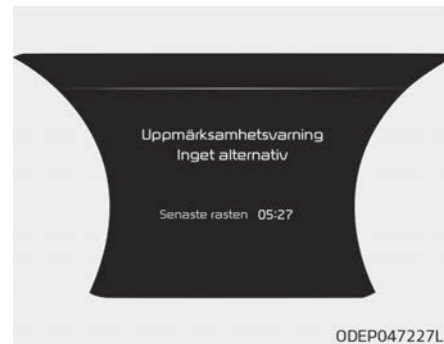 Uppmärksamhetsvarning
Inget alternativ
Senaste rasten 05:27
ODEP047227L